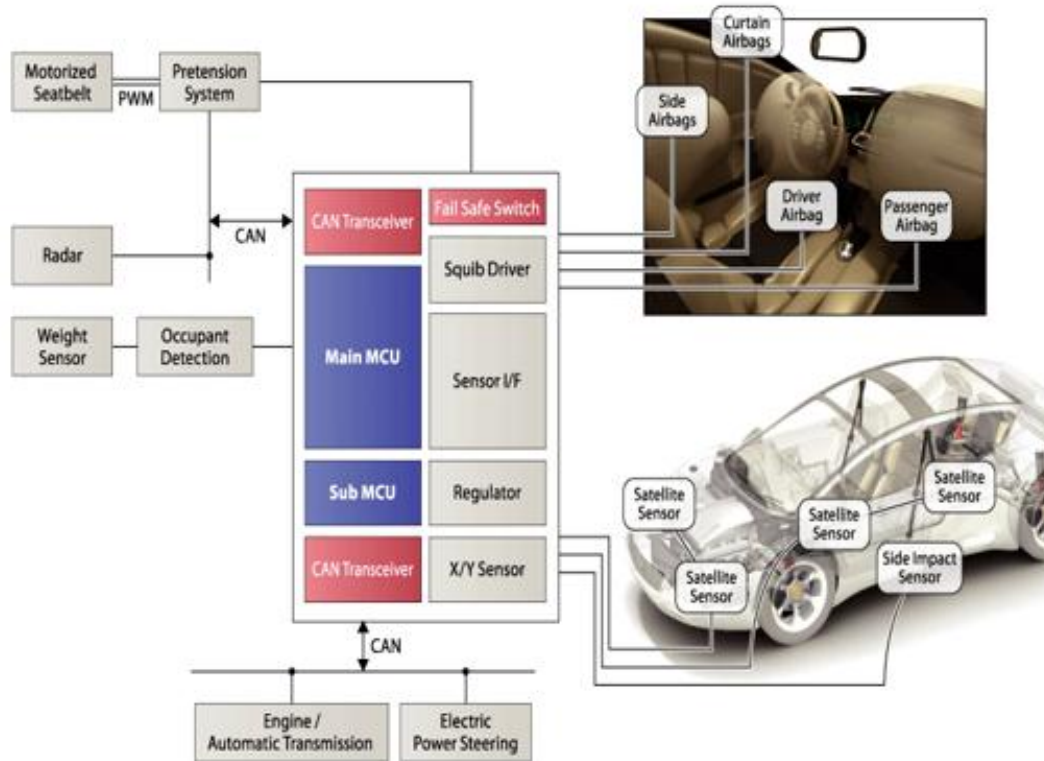 Motorized
Seatbelt
PWM
Pretension
System
Curtain
Airbags
Side
Airbags
Driver
Airbag
Passenger
Airbag
CAN
Radar
Weight
Sensor
Occupant
Detection
CAN Transceiver
Fail Safe Switch
Squib Driver
Main MCU
Sensor I/F
Sub MCU
Regulator
CAN Transceiver
X/Y Sensor
Satellite
Sensor
Satellite
Sensor
Satellite
Sensor
Satellite
Sensor
Side Impact
Sensor
CAN
Engine /
Automatic Transmission
Electric
Power Steering